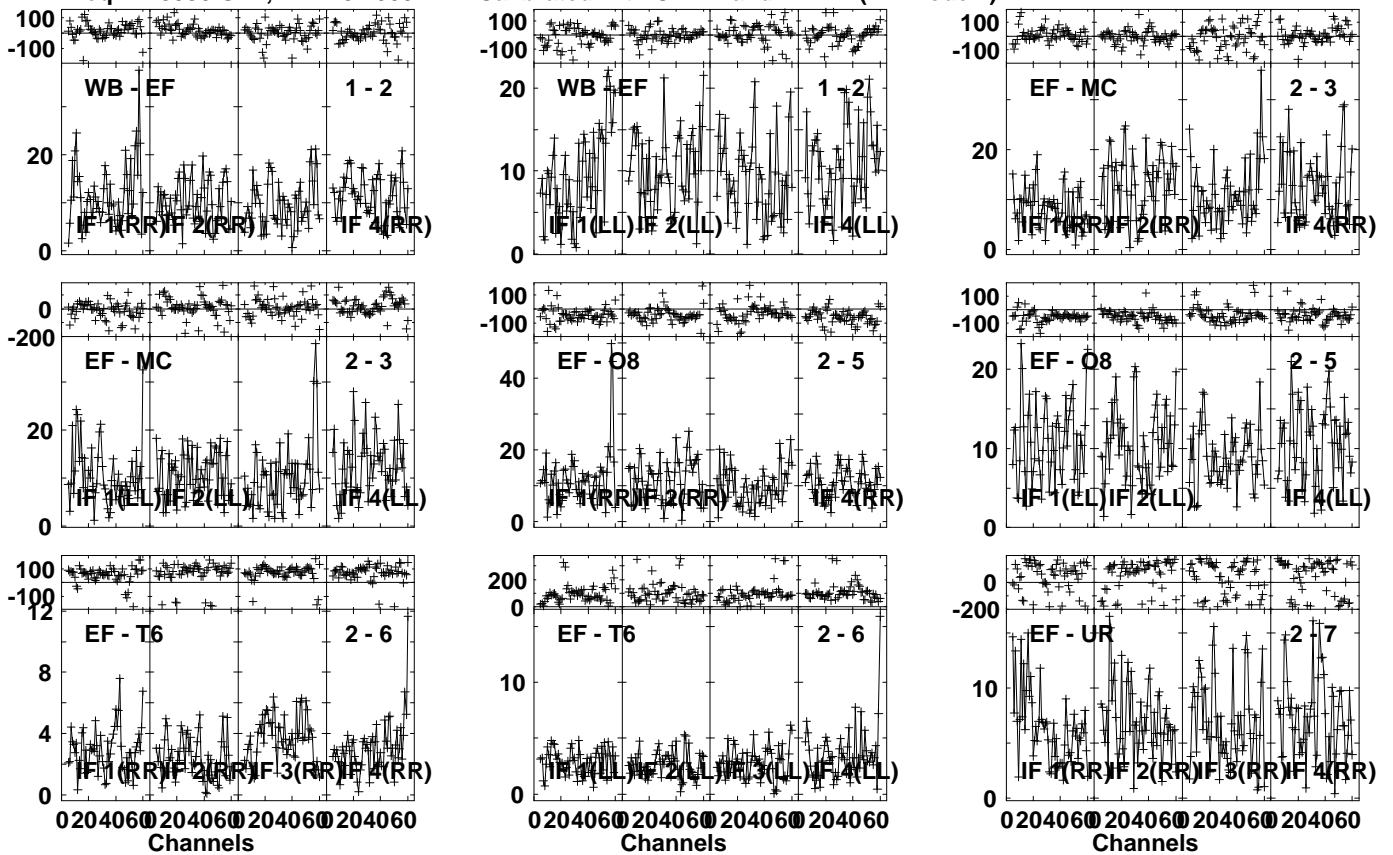 100
-100
WB - EF 1 - 2
20
0
IF 1(RR) IF 2(RR) IF 4(RR)
100
-100
WB - EF 1 - 2
20
10
0
IF 1(LL) IF 2(LL) IF 4(LL)
100
-100
EF - MC 2 - 3
20
0
IF 1(RR) IF 2(RR) IF 4(RR)
0
-200
EF - MC 2 - 3
20
0
IF 1(LL) IF 2(LL) IF 4(LL)
100
-100
EF - O8 2 - 5
40
20
0
IF 1(RR) IF 2(RR) IF 4(RR)
100
-100
EF - O8 2 - 5
20
10
0
IF 1(LL) IF 2(LL) IF 4(LL)
100
-100
12
EF - T6 2 - 6
8
4
0
IF 1(RR) IF 2(RR) IF 3(RR) IF 4(RR)
0 20 40 60 0 20 40 60 0 20 40 60 0 20 40 60
Channels
200
0
EF - T6 2 - 6
10
0
IF 1(LL) IF 2(LL) IF 3(LL) IF 4(LL)
0 20 40 60 0 20 40 60 0 20 40 60 0 20 40 60
Channels
0
-200
EF - UR 2 - 7
10
0
IF 1(RR) IF 2(RR) IF 3(RR) IF 4(RR)
0 20 40 60 0 20 40 60 0 20 40 60 0 20 40 60
Channels